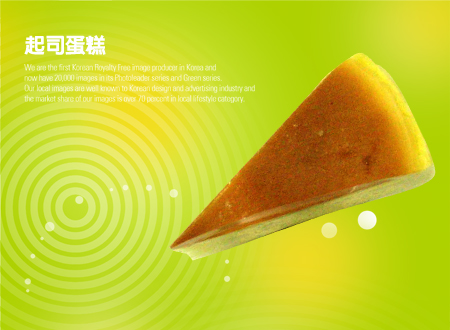 起司蛋糕
We are the first Korean Royalty Free image producer in Korea and
now have 20,000 images in its Photoleader series and Green series.
Our local images are well known to Korean design and advertising industry and
the market share of our images in over 70 percent in local lifestyle category.